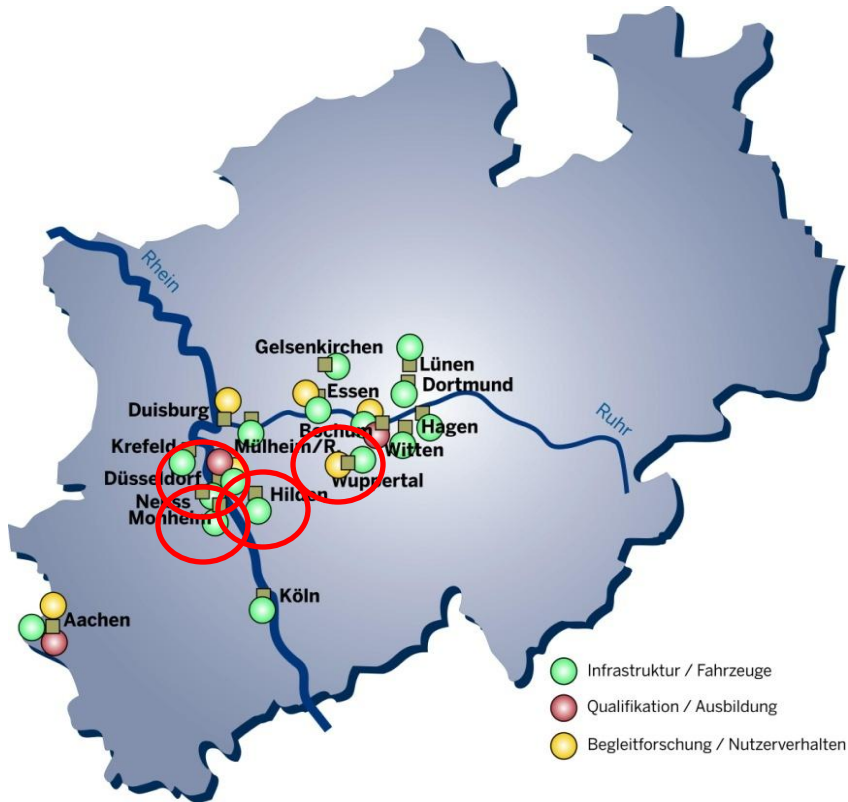 Rhein
Gelsenkirchen
Lünen
Essen
Dortmund
Duisburg
Ruhr
Bochum
Hagen
Krefeld
Mülheim/R.
Witten
Düsseldorf
Wuppertal
Hilden
Neuss
Monheim
Köln
Aachen
Infrastruktur / Fahrzeuge
Qualifikation / Ausbildung
Begleitforschung / Nutzerverhalten